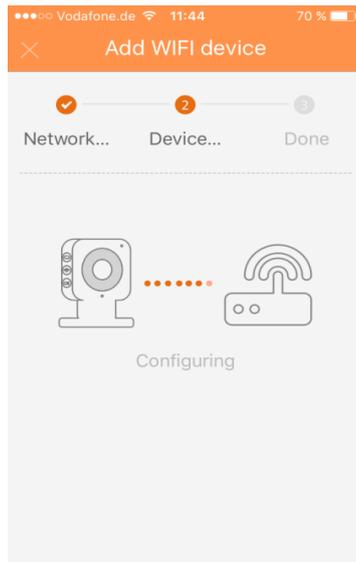 ●●●○○ Vodafone.de 11:44 70 %
Add WIFI device
2 3
Network... Device... Done
Configuring